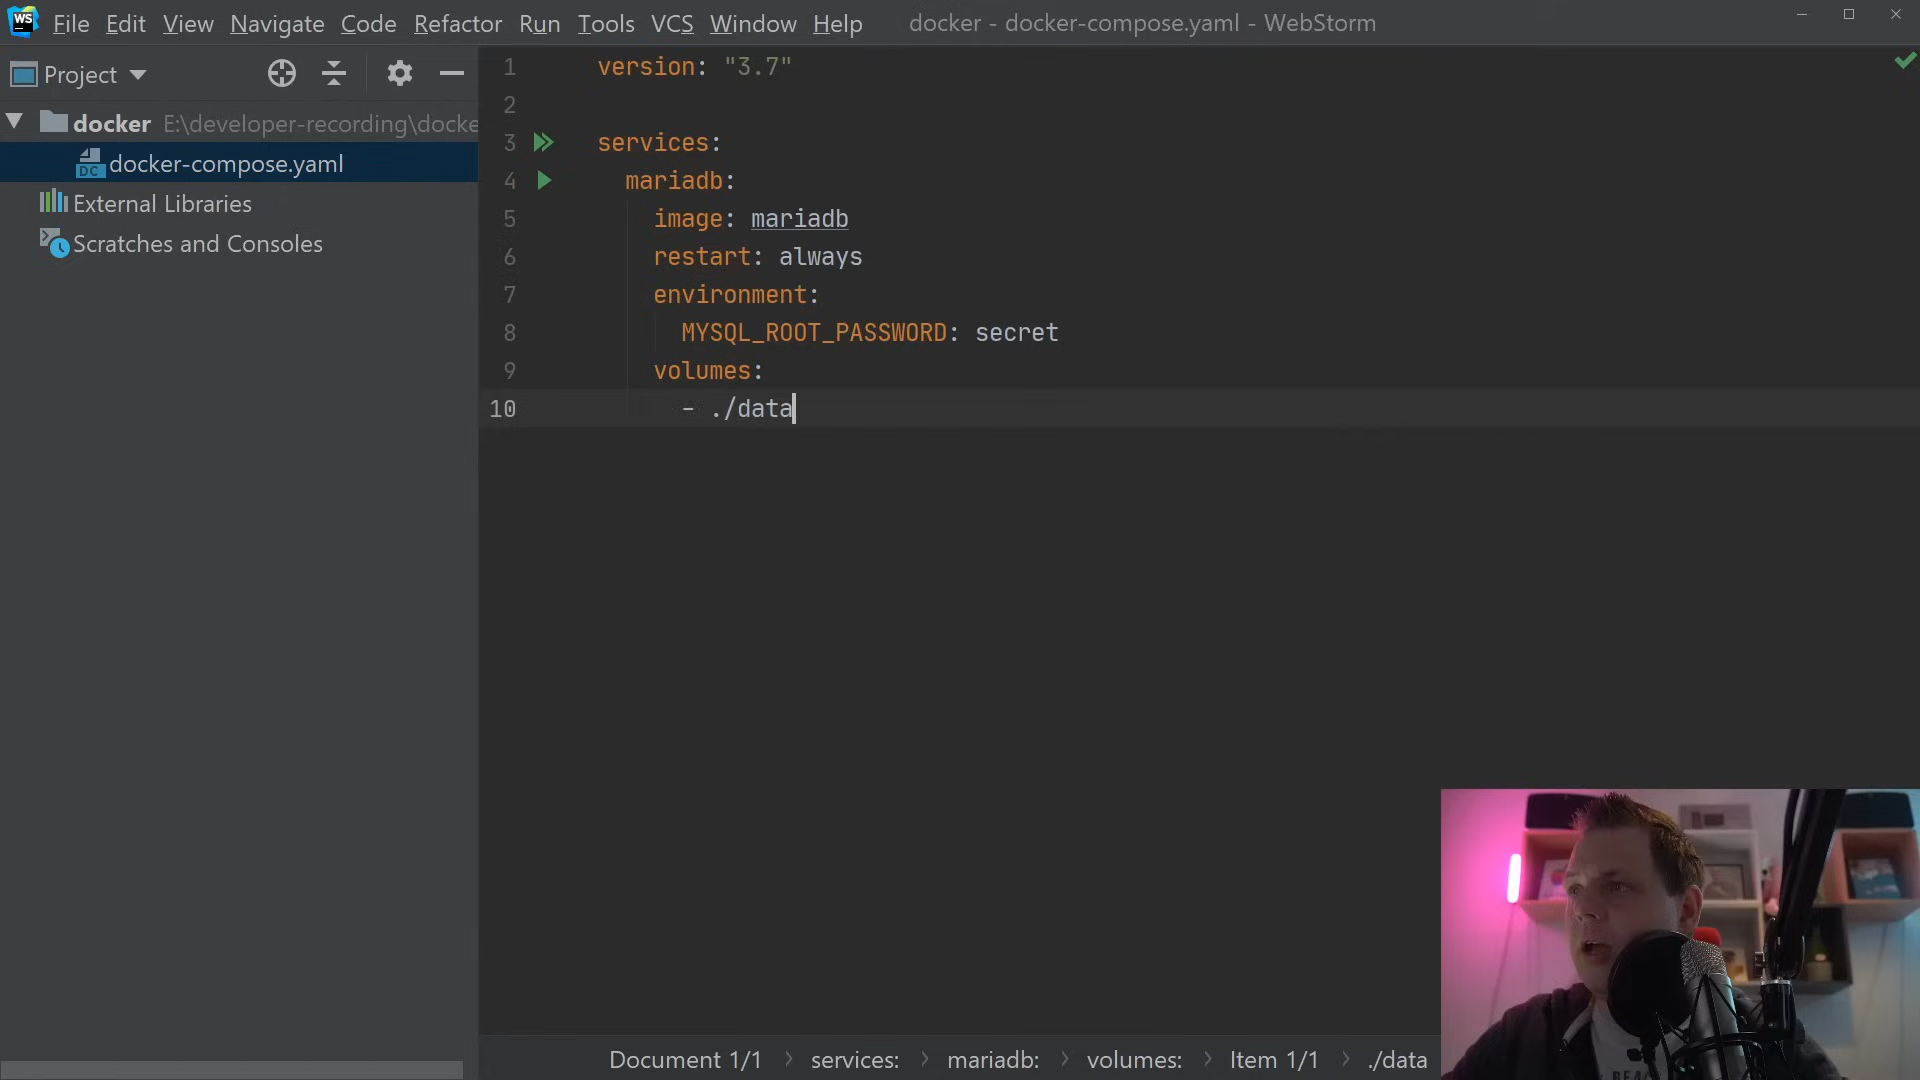 WS File Edit View Navigate Code Refactor Run Tools VCS Window Help docker - docker-compose.yaml - WebStorm
Project
docker E:\developer-recording\docke
DC docker-compose.yaml
External Libraries
Scratches and Consoles
1 version: "3.7"
2
3 services:
4 mariadb:
5 image: mariadb
6 restart: always
7 environment:
8 MYSQL_ROOT_PASSWORD: secret
9 volumes:
10 - ./data
Document 1/1 > services: > mariadb: > volumes: > Item 1/1 > ./data